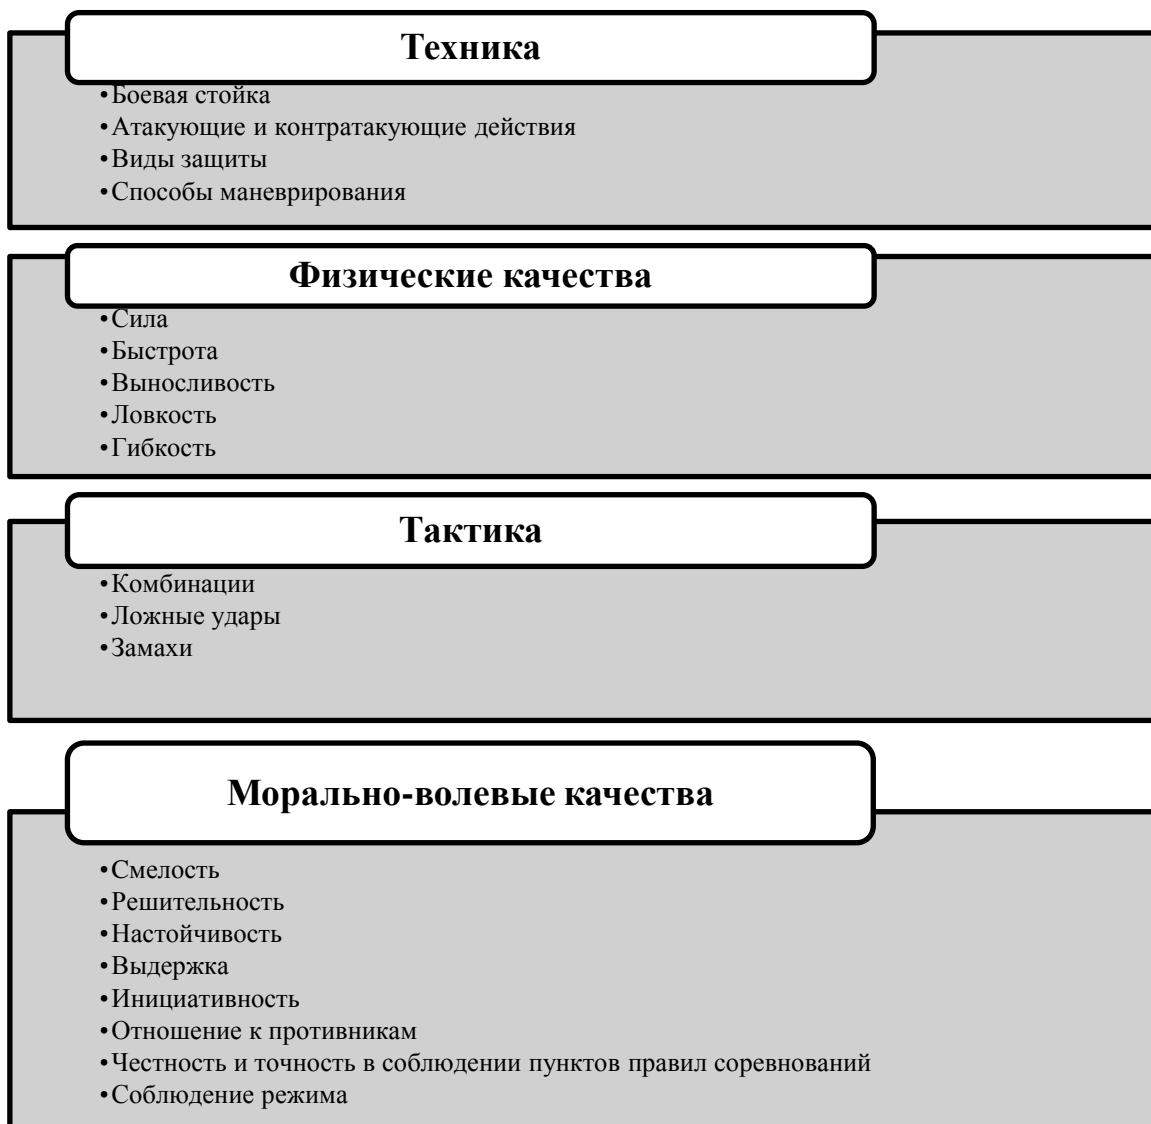 Техника
•Боевая стойка
•Атакующие и контратакующие действия
•Виды защиты
•Способы маневрирования
Физические качества
•Сила
•Быстрота
•Выносливость
•Ловкость
•Гибкость
Тактика
•Комбинации
•Ложные удары
•Замахи
Морально-волевые качества
•Смелость
•Решительность
•Настойчивость
•Выдержка
•Инициативность
•Отношение к противникам
•Честность и точность в соблюдении пунктов правил соревнований
•Соблюдение режима